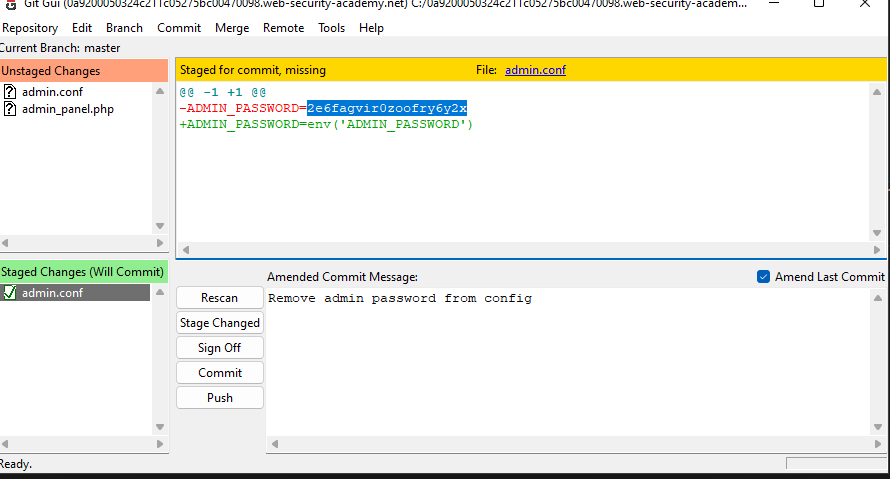 Git Gui (0a9200050324c211c05275bc00470098.web-security-academy.net) C:/0a9200050324c211c05275bc00470098.web-security-academ...
Repository Edit Branch Commit Merge Remote Tools Help
Current Branch: master
Unstaged Changes
admin.conf
admin_panel.php
Staged for commit, missing File: admin.conf
@@ -1 +1 @@
-ADMIN_PASSWORD=2e6fagvir0zoofry6y2x
+ADMIN_PASSWORD=env('ADMIN_PASSWORD')
Staged Changes (Will Commit)
admin.conf
Rescan
Stage Changed
Sign Off
Commit
Push
Amended Commit Message: Amend Last Commit
Remove admin password from config
Ready.